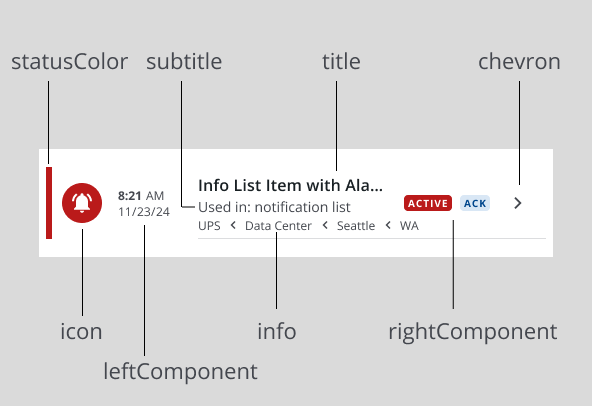 statusColor subtitle title chevron
Info List Item with Ala...
8:21 AM
11/23/24
Used in: notification list
ACTIVE ACK
UPS < Data Center < Seattle < WA
icon info rightComponent
leftComponent